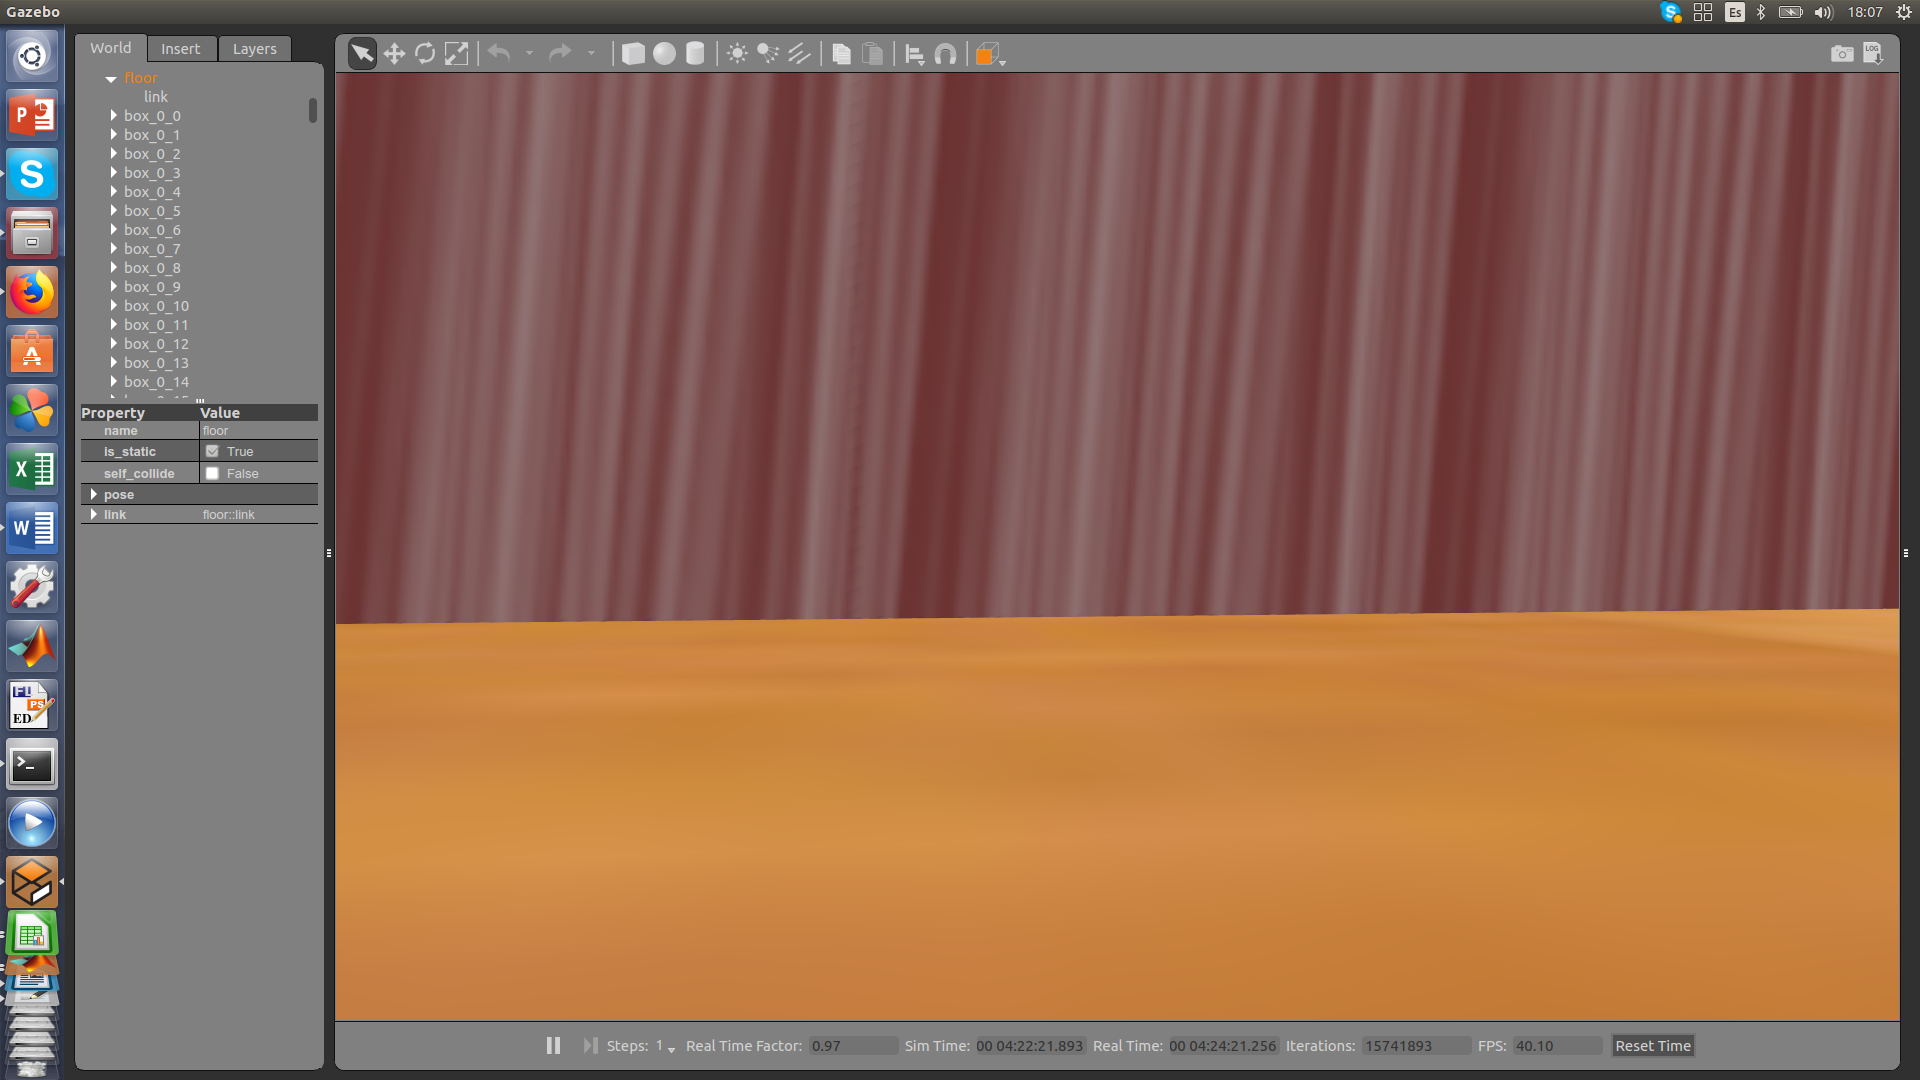 Gazebo
Es
18:07
World
Insert
Layers
LOG
floor
link
box_0_0
box_0_1
box_0_2
box_0_3
box_0_4
box_0_5
box_0_6
box_0_7
box_0_8
box_0_9
box_0_10
box_0_11
box_0_12
box_0_13
box_0_14
Property Value
name floor
is_static True
self_collide False
pose
link floor::link
Steps: 1 Real Time Factor: 0.97 Sim Time: 00 04:22:21.893 Real Time: 00 04:24:21.256 Iterations: 15741893 FPS: 40.10 Reset Time